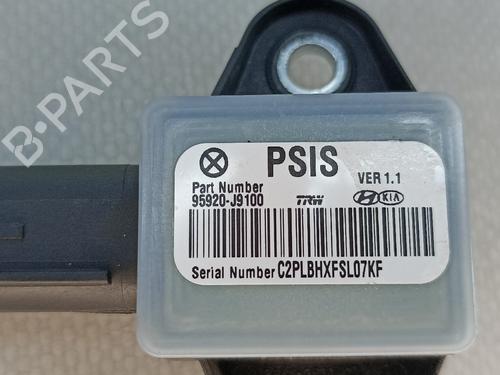 B-PARTS
PSIS
VER 1.1
Part Number
95920-J9100
TRW
KIA
Serial Number C2PLBHXFSL07KF